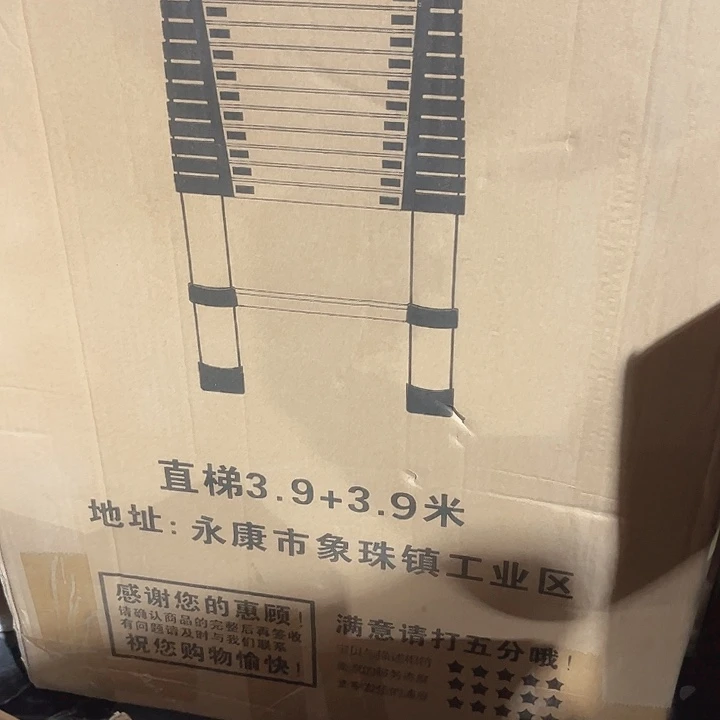 直梯3.9+3.9米
地址:永康市象珠镇工业区
感谢您的惠顾!
请确认商品的完整后再签收
有问题请及时与我们联系
祝您购物愉快!
满意请打五分哦!
★★★★★
★★★★★
★★★★★